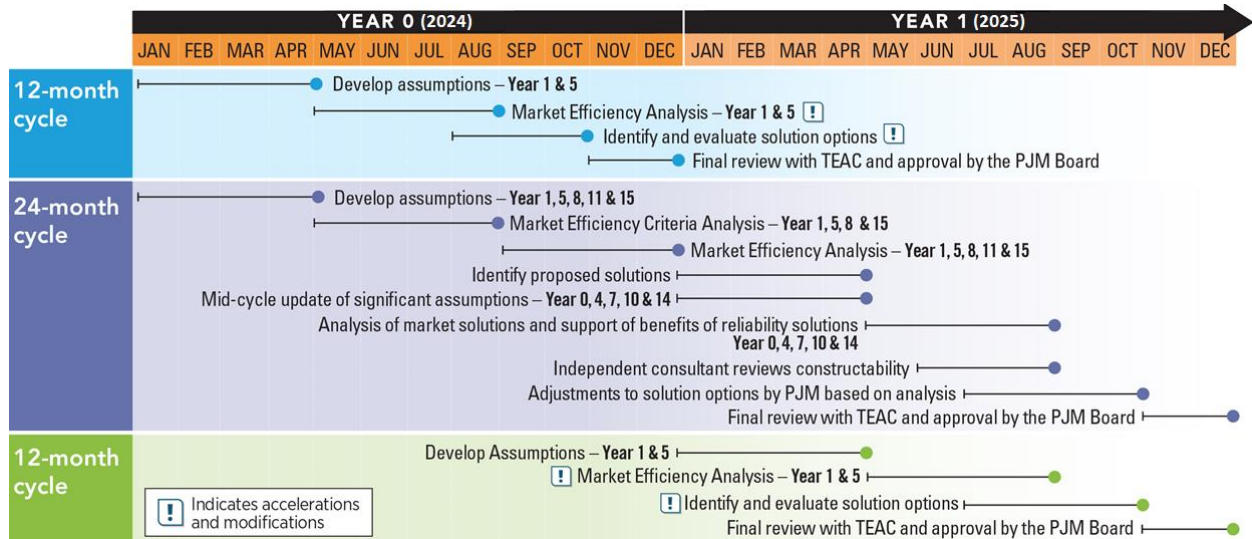 YEAR 0 (2024) YEAR 1 (2025)
JAN FEB MAR APR MAY JUN JUL AUG SEP OCT NOV DEC JAN FEB MAR APR MAY JUN JUL AUG SEP OCT NOV DEC
12-month
cycle
Develop assumptions – Year 1 & 5
Market Efficiency Analysis – Year 1 & 5 !
Identify and evaluate solution options !
Final review with TEAC and approval by the PJM Board
24-month
cycle
Develop assumptions – Year 1, 5, 8, 11 & 15
Market Efficiency Criteria Analysis – Year 1, 5, 8 & 15
Market Efficiency Analysis – Year 1, 5, 8, 11 & 15
Identify proposed solutions
Mid-cycle update of significant assumptions – Year 0, 4, 7, 10 & 14
Analysis of market solutions and support of benefits of reliability solutions
Year 0, 4, 7, 10 & 14
Independent consultant reviews constructability
Adjustments to solution options by PJM based on analysis
Final review with TEAC and approval by the PJM Board
12-month
cycle
Develop Assumptions – Year 1 & 5
! Market Efficiency Analysis – Year 1 & 5
! Identify and evaluate solution options
Final review with TEAC and approval by the PJM Board
! Indicates accelerations
and modifications